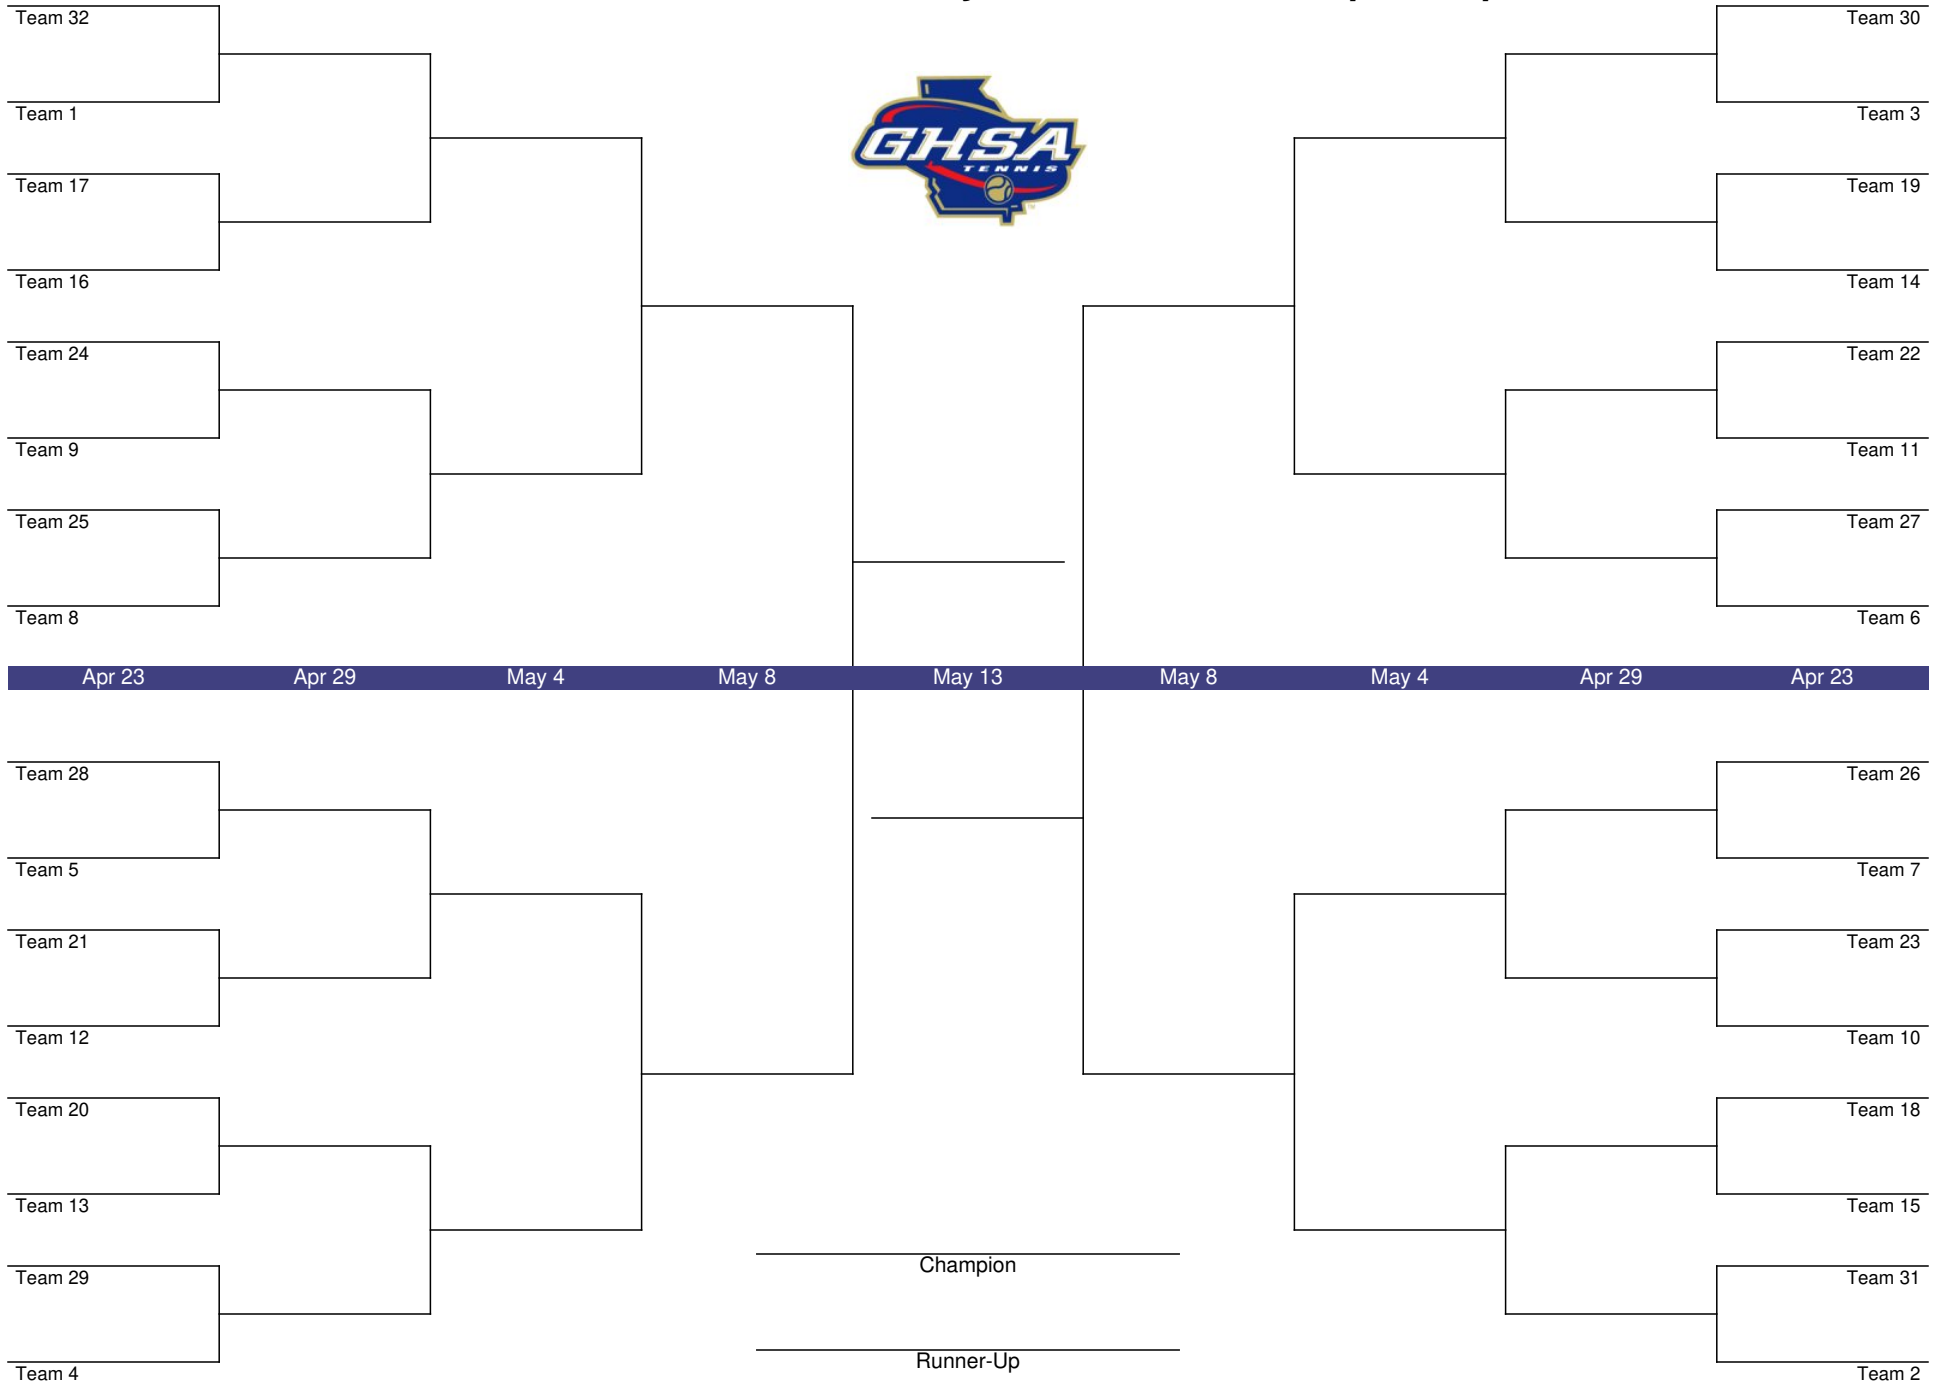 Team 32
Team 1
Team 17
Team 16
Team 24
Team 9
Team 25
Team 8
GHSA
TENNIS
TM
Team 30
Team 3
Team 19
Team 14
Team 22
Team 11
Team 27
Team 6
Apr 23 Apr 29 May 4 May 8 May 13 May 8 May 4 Apr 29 Apr 23
Team 28
Team 5
Team 21
Team 12
Team 20
Team 13
Team 29
Team 4
Champion
Runner-Up
Team 26
Team 7
Team 23
Team 10
Team 18
Team 15
Team 31
Team 2